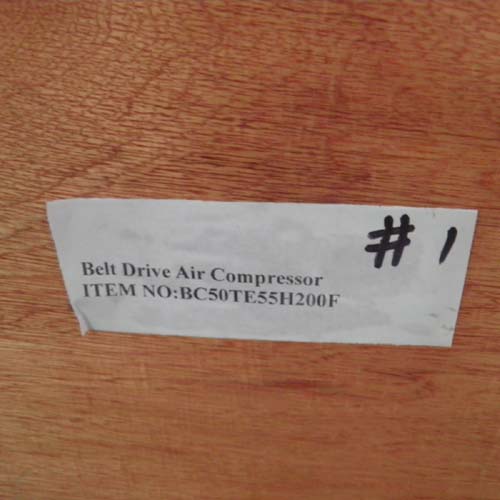 # 1
Belt Drive Air Compressor
ITEM NO:BC50TE55H200F